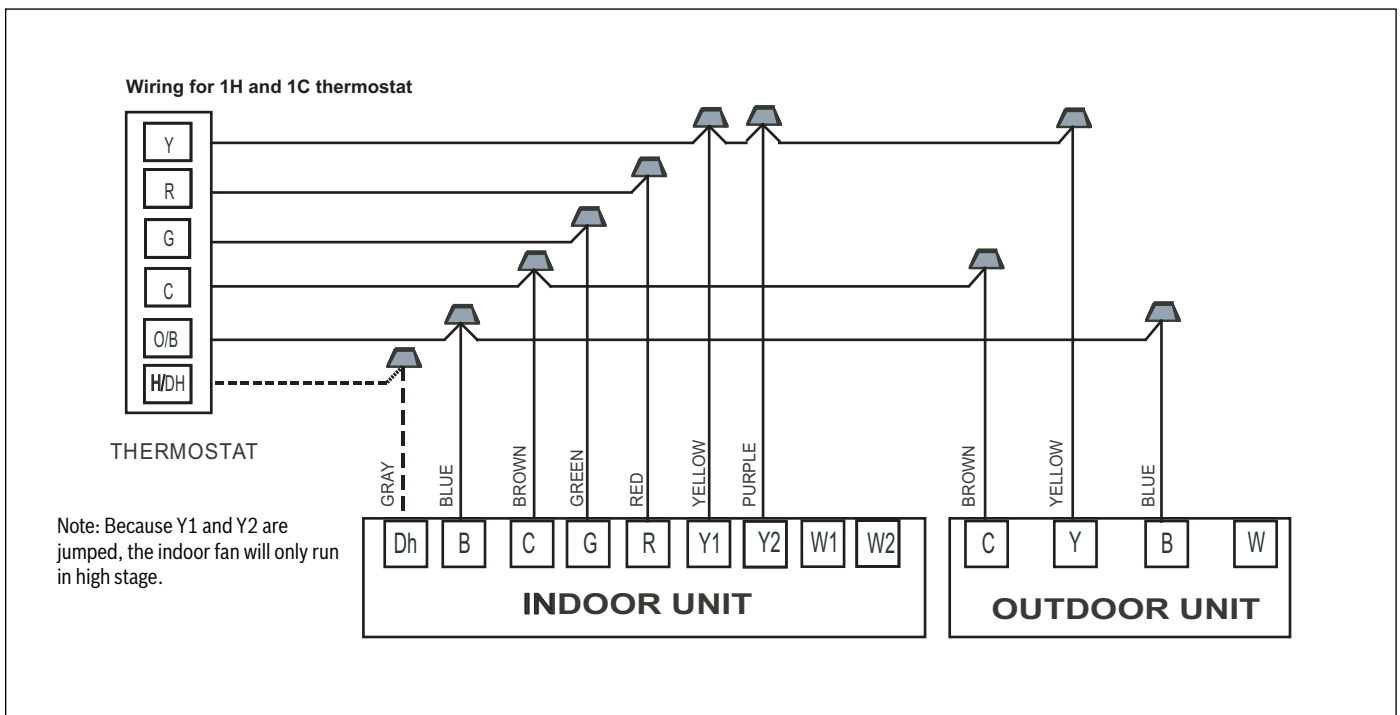 Wiring for 1H and 1C thermostat
Y
R
G
C
O/B
H/DH
THERMOSTAT
Note: Because Y1 and Y2 are
jumped, the indoor fan will only run
in high stage.
GRAY
BLUE
BROWN
GREEN
RED
YELLOW
PURPLE
BROWN
YELLOW
BLUE
Dh B C G R Y1 Y2 W1 W2
INDOOR UNIT
C Y B W
OUTDOOR UNIT